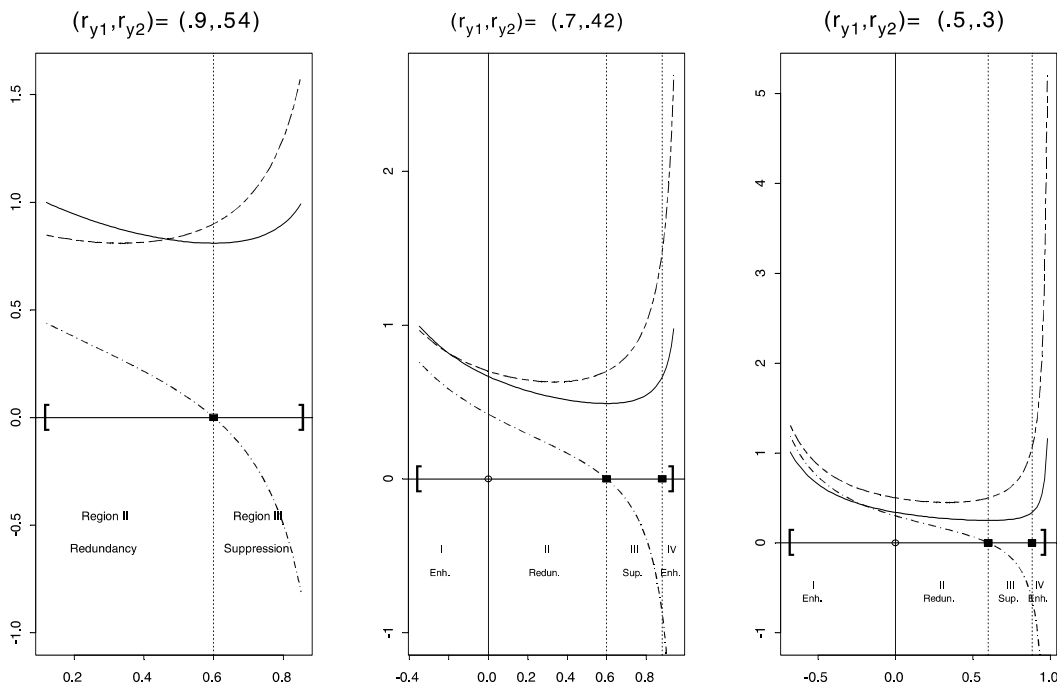 (r_y1,r_y2)= (.9,.54)
1.5
1.0
0.5
0.0
-0.5
-1.0
[ ]
Region II Region III
Redundancy Suppression
0.2 0.4 0.6 0.8
(r_y1,r_y2)= (.7,.42)
2
1
0
-1
[ ]
I II III IV
Enh. Redun. Sup. Enh.
-0.4 0.0 0.2 0.4 0.6 0.8
(r_y1,r_y2)= (.5,.3)
5
4
3
2
1
0
-1
[ ]
I II III IV
Enh. Redun. Sup. Enh.
-0.5 0.0 0.5 1.0